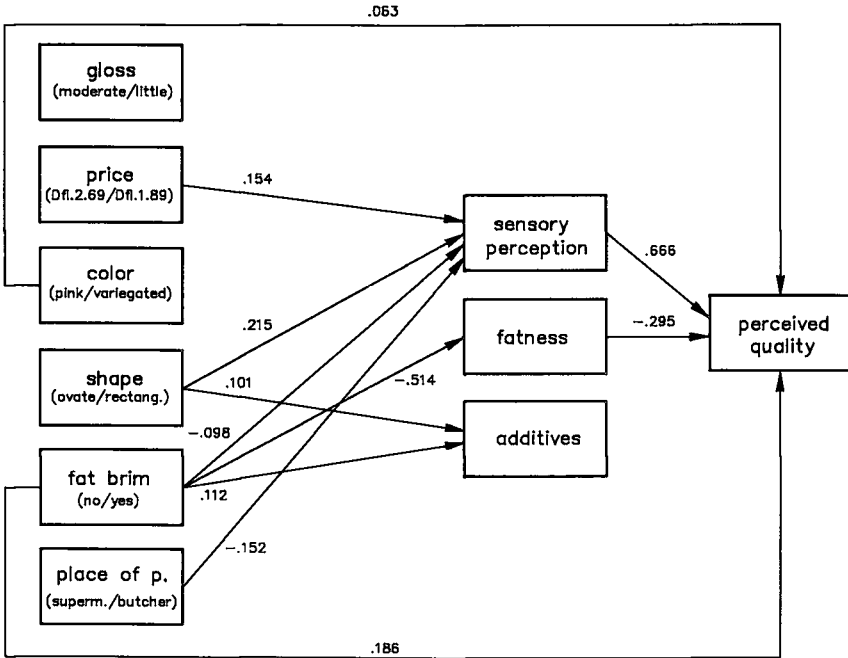 .063
gloss
(moderate/little)
price
(Dfl.2.69/Dfl.1.89)
.154
sensory
perception
color
(pink/variegated)
.666
.215
fatness
-.295
perceived
quality
shape
(ovate/rectang.)
.101
-.514
-.098
additives
fat brim
(no/yes)
.112
-.152
place of p.
(superm./butcher)
.186